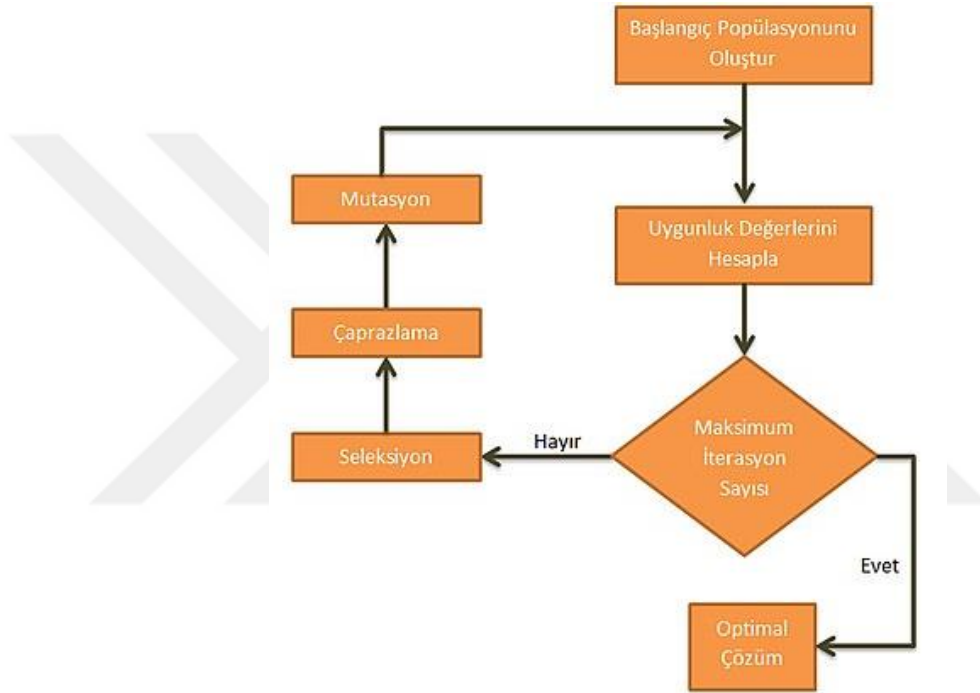 Başlangıç Popülasyonunu
Oluştur
Mutasyon
Uygunluk Değerlerini
Hesapla
Çaprazlama
Maksimum
İterasyon
Sayısı
Hayır
Seleksiyon
Evet
Optimal
Çözüm